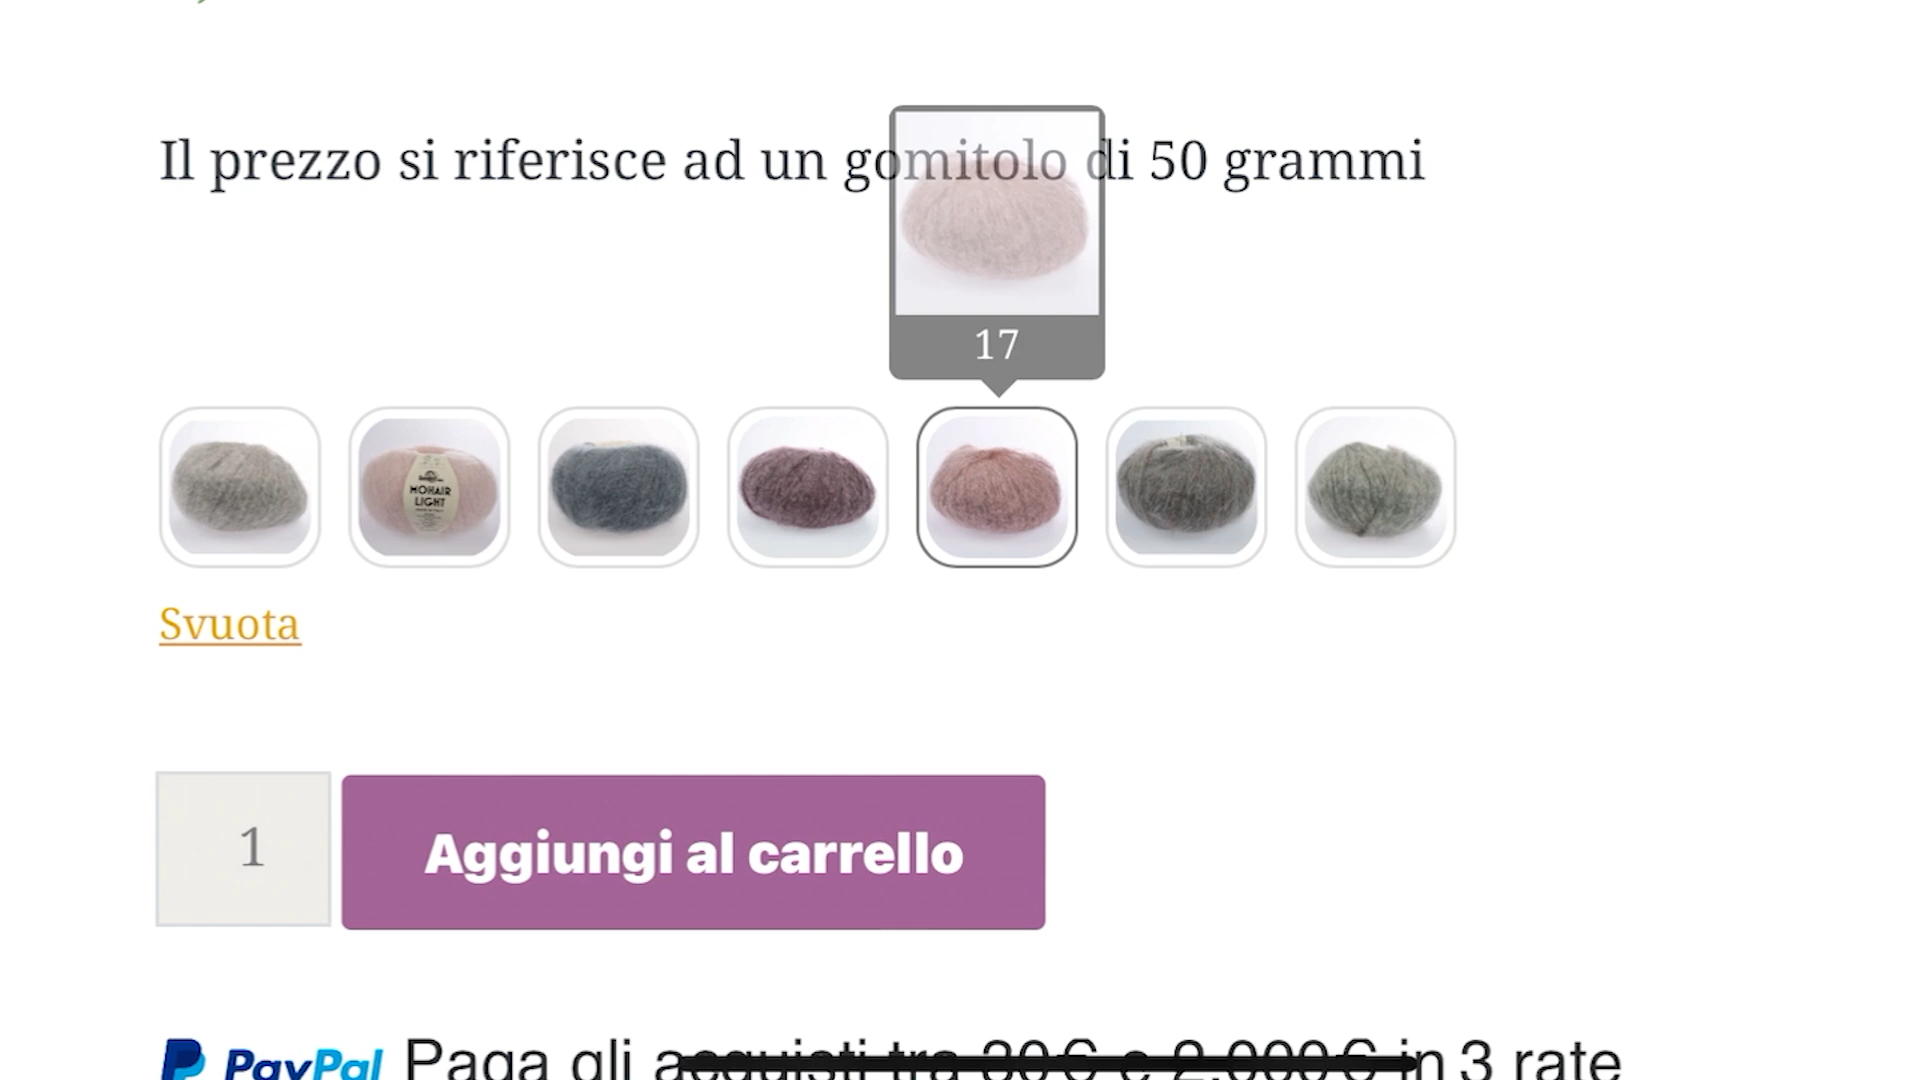 Il prezzo si riferisce ad un gomitolo di 50 grammi
17
MOHAIR
LIGHT
Svuota
1
Aggiungi al carrello
PayPal Paga gli acquisti tra 30 € e 2.000 € in 3 rate